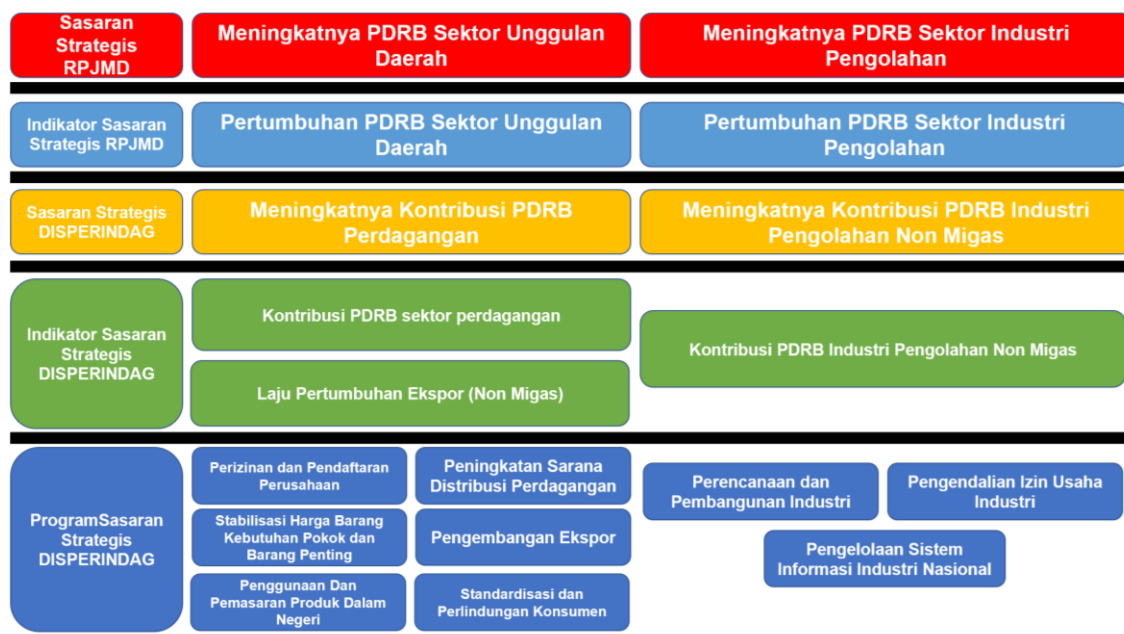 Sasaran
Strategis
RPJMD
Meningkatnya PDRB Sektor Unggulan
Daerah
Meningkatnya PDRB Sektor Industri
Pengolahan
Indikator Sasaran
Strategis RPJMD
Pertumbuhan PDRB Sektor Unggulan
Daerah
Pertumbuhan PDRB Sektor Industri
Pengolahan
Sasaran Strategis
DISPERINDAG
Meningkatnya Kontribusi PDRB
Perdagangan
Meningkatnya Kontribusi PDRB Industri
Pengolahan Non Migas
Indikator Sasaran
Strategis
DISPERINDAG
Kontribusi PDRB sektor perdagangan
Laju Pertumbuhan Ekspor (Non Migas)
Kontribusi PDRB Industri Pengolahan Non Migas
ProgramSasaran
Strategis
DISPERINDAG
Perizinan dan Pendaftaran
Perusahaan
Peningkatan Sarana
Distribusi Perdagangan
Stabilisasi Harga Barang
Kebutuhan Pokok dan
Barang Penting
Pengembangan Ekspor
Penggunaan Dan
Pemasaran Produk Dalam
Negeri
Standardisasi dan
Perlindungan Konsumen
Perencanaan dan
Pembangunan Industri
Pengendalian Izin Usaha
Industri
Pengelolaan Sistem
Informasi Industri Nasional